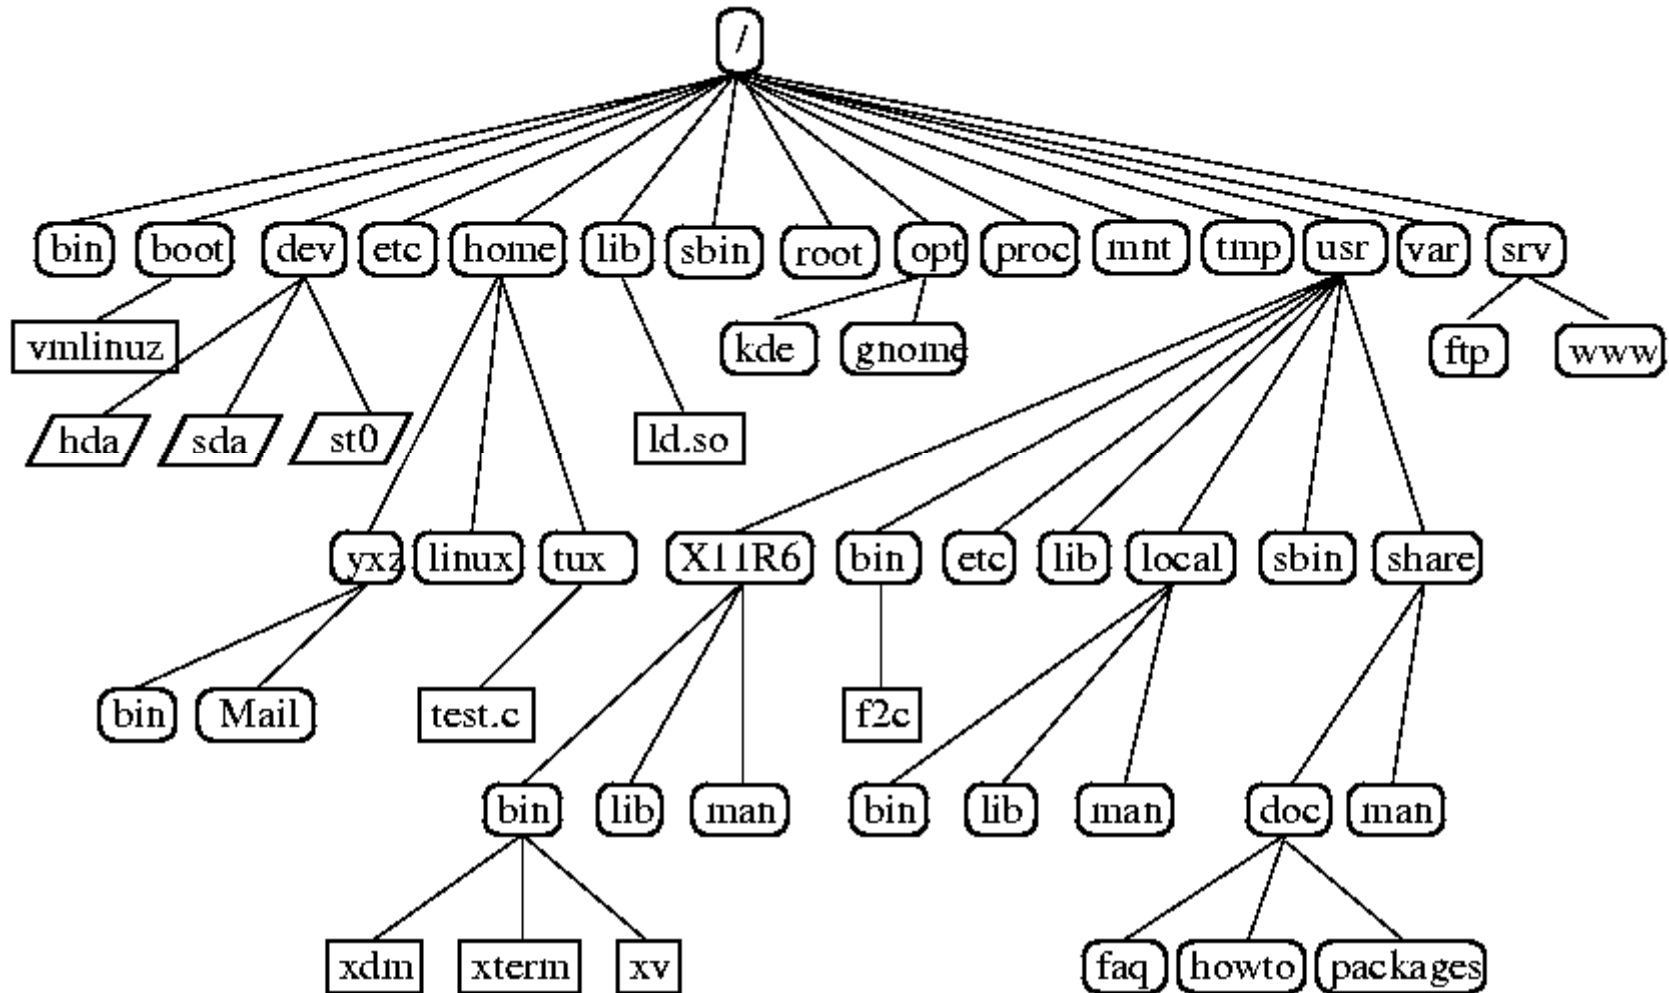 /
bin boot dev etc home lib sbin root opt proc mnt tmp usr var srv
vmlinuz kde gnome ftp www
hda sda st0 ld.so
yxz linux tux X11R6 bin etc lib local sbin share
bin Mail test.c f2c
bin lib man bin lib man doc man
xdm xterm xv faq howto packages